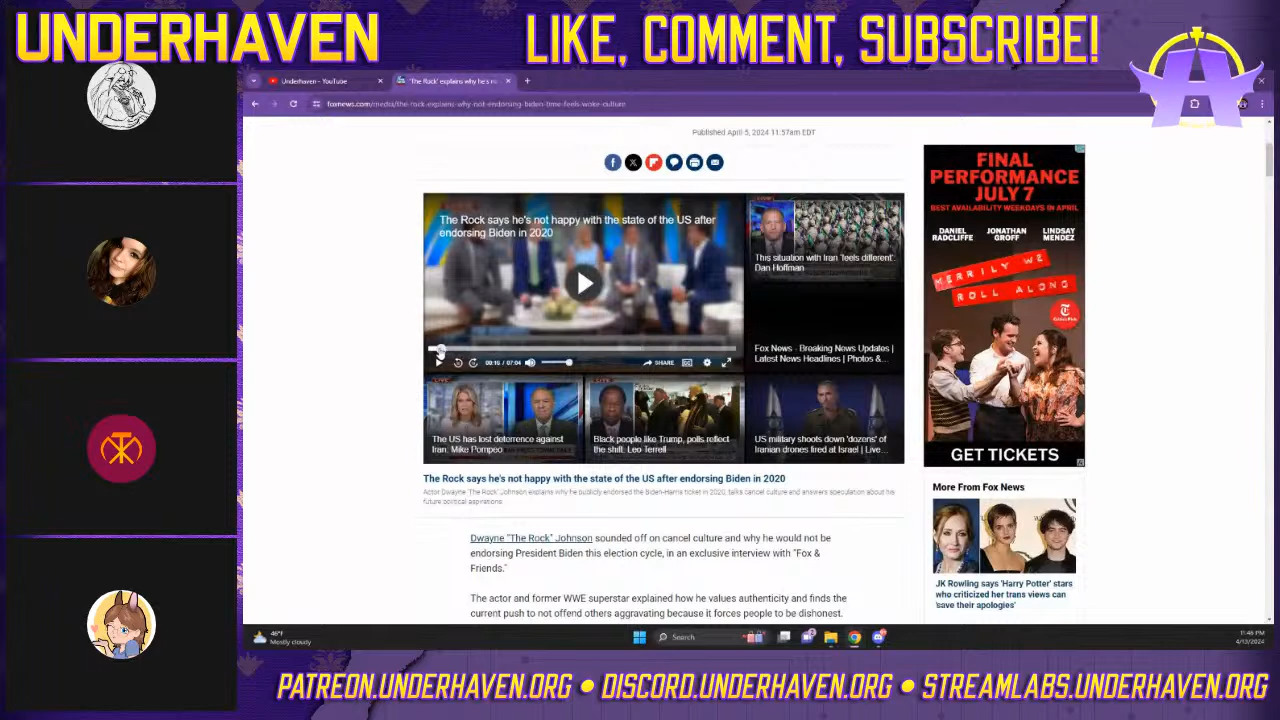 UNDERHAVEN
LIKE, COMMENT, SUBSCRIBE!
Underhaven - YouTube
'The Rock' explains why he's no
foxnews.com/media/the-rock-explains-why-not-endorsing-biden-time-feels-woke-culture
Published April 5, 2024 11:57am EDT
The Rock says he's not happy with the state of the US after
endorsing Biden in 2020
This situation with Iran 'feels different':
Dan Hoffman
Fox News - Breaking News Updates |
Latest News Headlines | Photos &...
00:15 / 07:04
SHARE
The US has lost deterrence against
Iran: Mike Pompeo
Black people like Trump, polls reflect
the shift: Leo Terrell
US military shoots down 'dozens' of
Iranian drones fired at Israel | Live...
The Rock says he's not happy with the state of the US after endorsing Biden in 2020
Actor Dwayne 'The Rock' Johnson explains why he publicly endorsed the Biden-Harris ticket in 2020, talks cancel culture and answers speculation about his
future political aspirations.
Dwayne "The Rock" Johnson sounded off on cancel culture and why he would not be
endorsing President Biden this election cycle, in an exclusive interview with "Fox &
Friends."
The actor and former WWE superstar explained how he values authenticity and finds the
current push to not offend others aggravating because it forces people to be dishonest.
FINAL
PERFORMANCE
JULY 7
BEST AVAILABILITY WEEKDAYS IN APRIL
DANIEL
RADCLIFFE
JONATHAN
GROFF
LINDSAY
MENDEZ
MERRILY WE
ROLL ALONG
GET TICKETS
More From Fox News
JK Rowling says 'Harry Potter' stars
who criticized her trans views can
'save their apologies'
46°F
Mostly cloudy
Search
11:46 PM
4/13/2024
PATREON.UNDERHAVEN.ORG • DISCORD.UNDERHAVEN.ORG • STREAMLABS.UNDERHAVEN.ORG